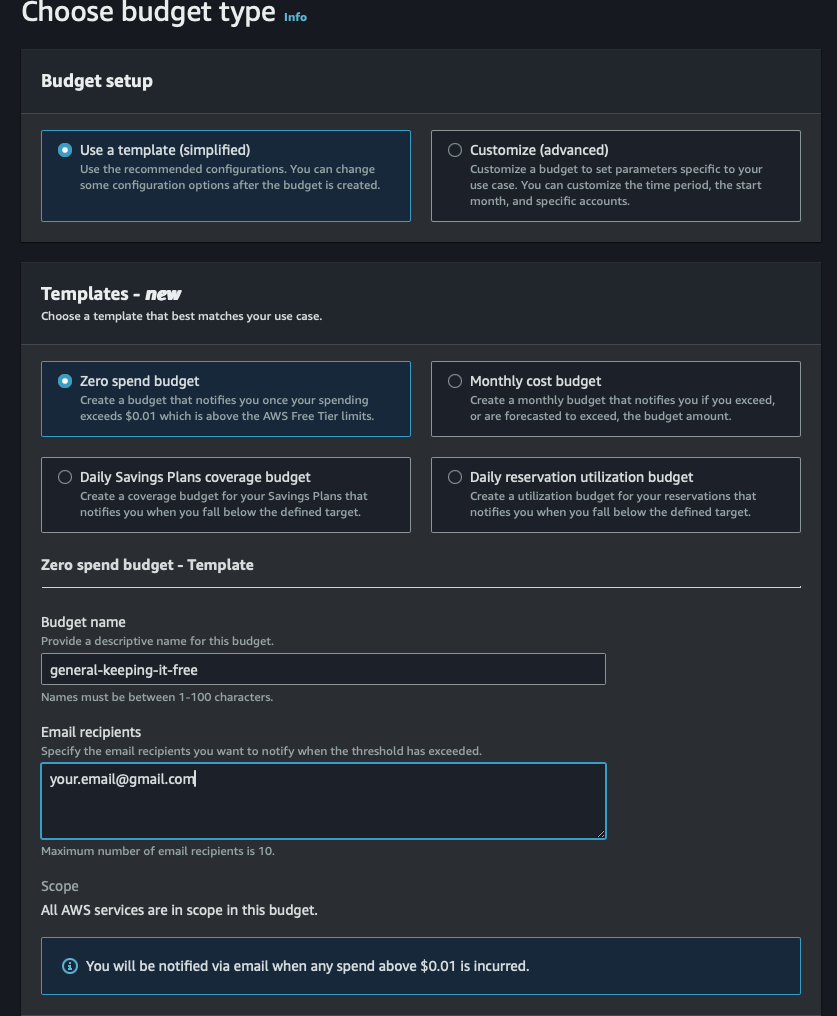 Choose budget type Info
Budget setup
Use a template (simplified)
Use the recommended configurations. You can change
some configuration options after the budget is created.
Customize (advanced)
Customize a budget to set parameters specific to your
use case. You can customize the time period, the start
month, and specific accounts.
Templates - new
Choose a template that best matches your use case.
Zero spend budget
Create a budget that notifies you once your spending
exceeds $0.01 which is above the AWS Free Tier limits.
Monthly cost budget
Create a monthly budget that notifies you if you exceed,
or are forecasted to exceed, the budget amount.
Daily Savings Plans coverage budget
Create a coverage budget for your Savings Plans that
notifies you when you fall below the defined target.
Daily reservation utilization budget
Create a utilization budget for your reservations that
notifies you when you fall below the defined target.
Zero spend budget - Template
Budget name
Provide a descriptive name for this budget.
general-keeping-it-free
Names must be between 1-100 characters.
Email recipients
Specify the email recipients you want to notify when the threshold has exceeded.
your.email@gmail.com
Maximum number of email recipients is 10.
Scope
All AWS services are in scope in this budget.
You will be notified via email when any spend above $0.01 is incurred.